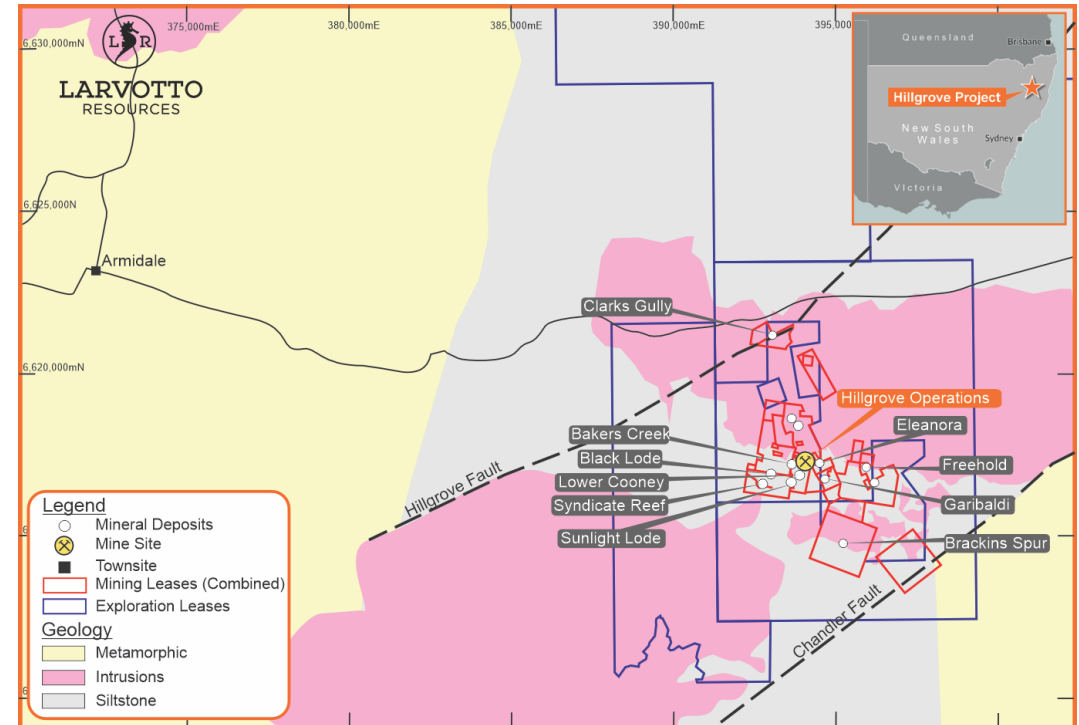 375,000mE
380,000mE
385,000mE
390,000mE
395,000mE
6,630,000mN
L R
LARVOTTO
RESOURCES
Queensland
Brisbane
Hillgrove Project
New South
Wales
Sydney
VIctoria
6,625,000N
Armidale
Clarks Gully
6,620,000mN
Hillgrove Operations
Eleanora
Bakers Creek
Black Lode
Freehold
Lower Cooney
Hillgrove Fault
Syndicate Reef
Garibaldi
Sunlight Lode
Brackins Spur
Chandler Fault
Legend
Mineral Deposits
Mine Site
Townsite
Mining Leases (Combined)
Exploration Leases
Geology
Metamorphic
Intrusions
Siltstone